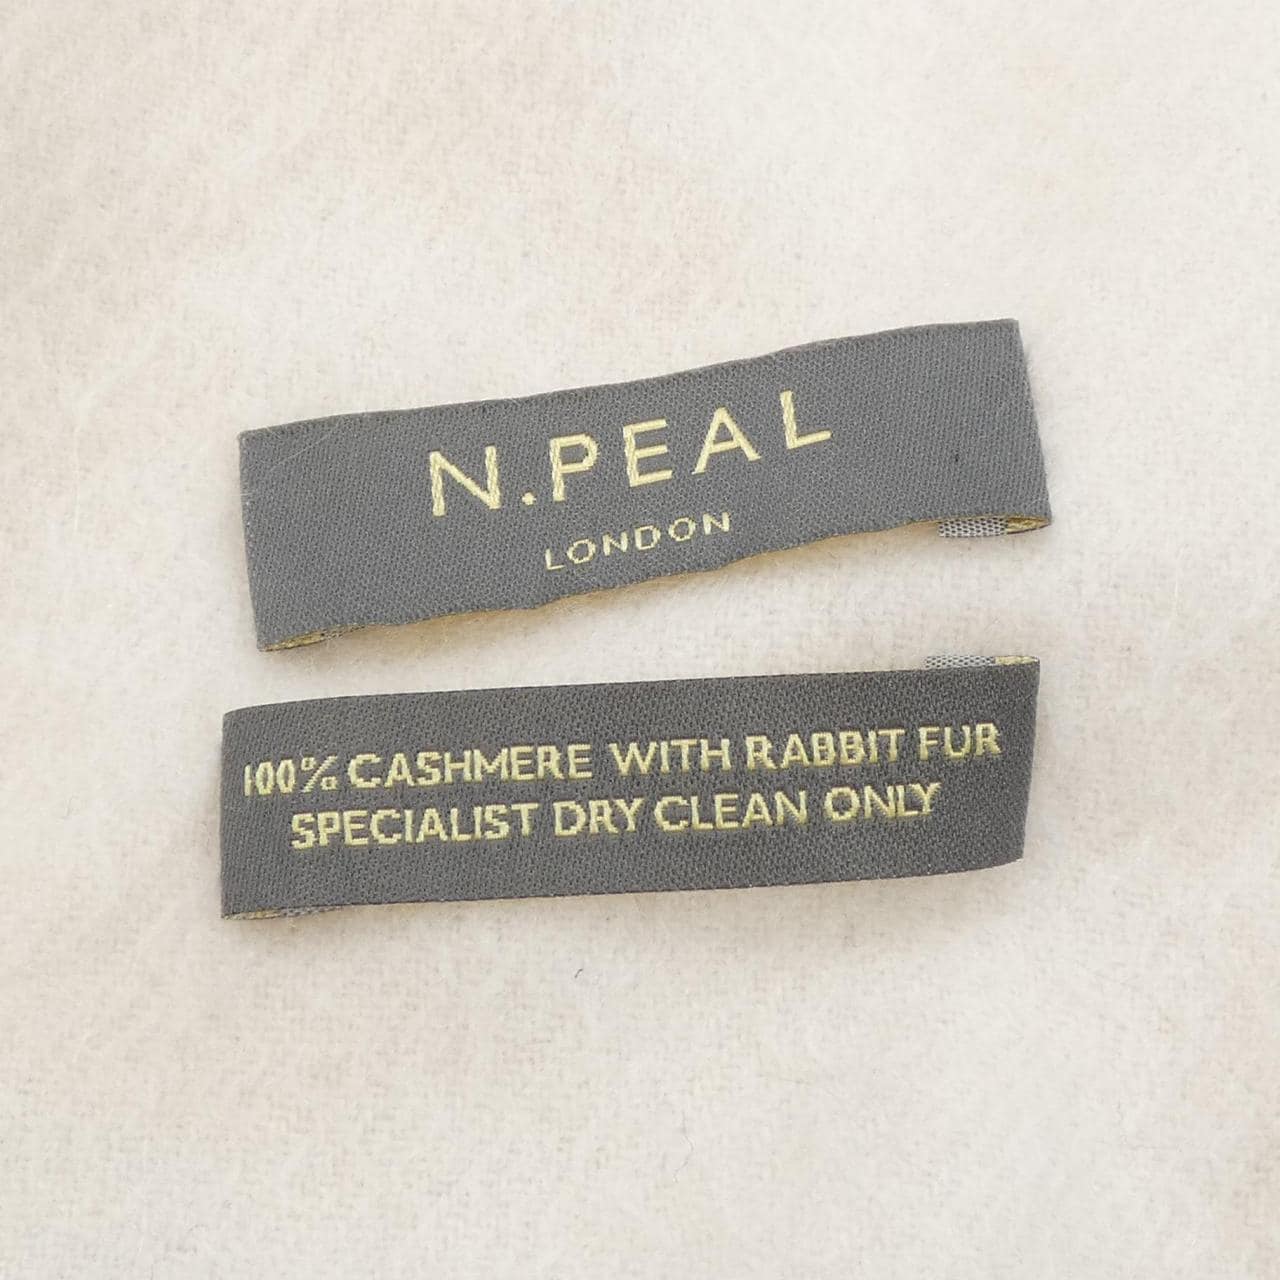 N.PEAL
LONDON
100% CASHMERE WITH RABBIT FUR
SPECIALIST DRY CLEAN ONLY